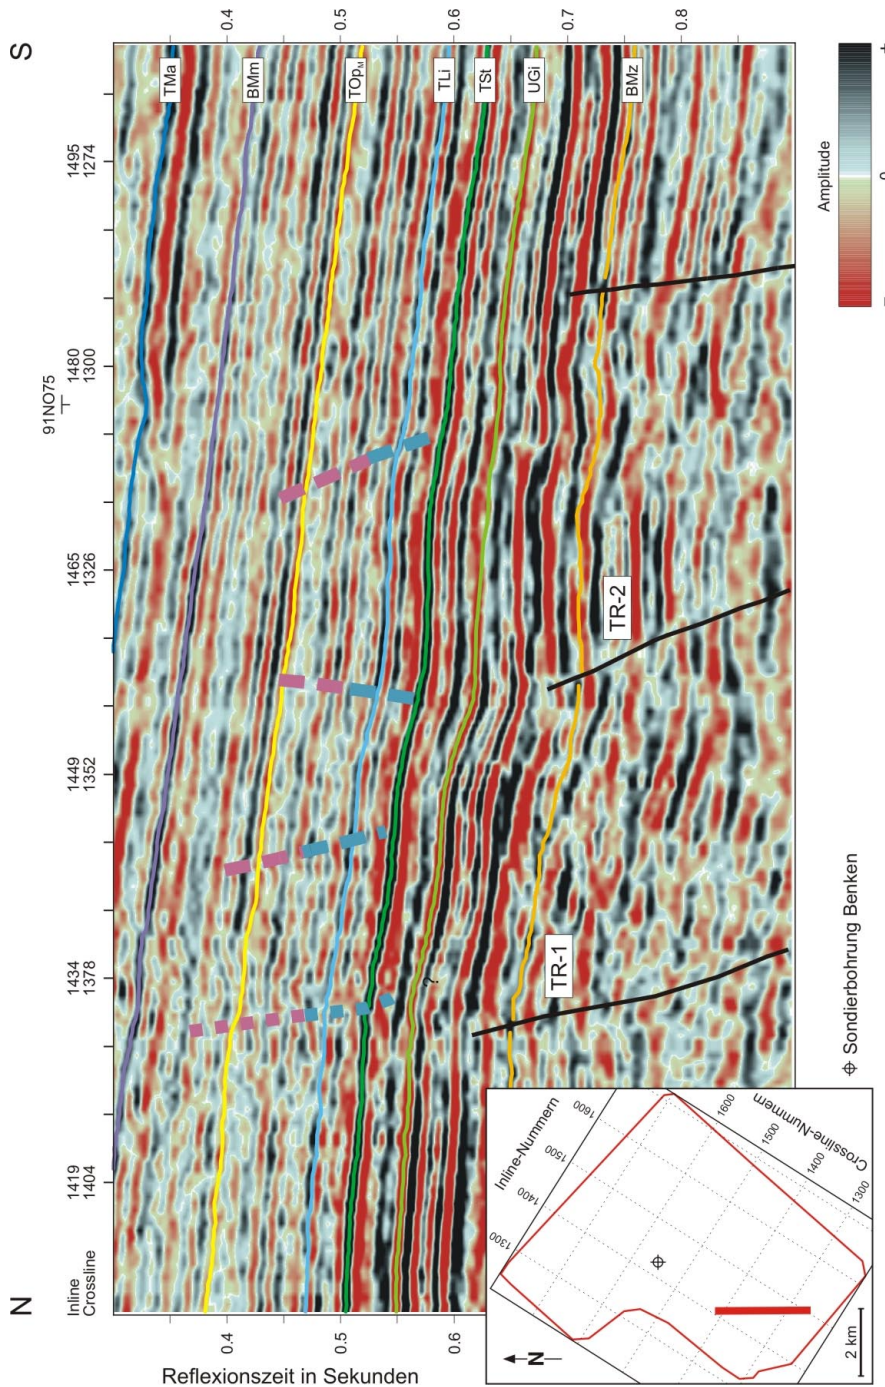 N
S
91NO75
Inline 1419 1434 1449 1465 1480 1495
Crossline 1404 1378 1352 1326 1300 1274
TMa
BMm
TOpM
TLi
TSt
UGi
BMz
0.4
0.5
0.6
0.4
0.5
0.6
0.7
0.8
Reflexionszeit in Sekunden
?
TR-1
TR-2
Inline-Nummern
1300
1400
1500
1600
Crossline-Nummern
1600
1500
1400
1300
N
2 km
Sondierbohrung Benken
Amplitude
- 0 +